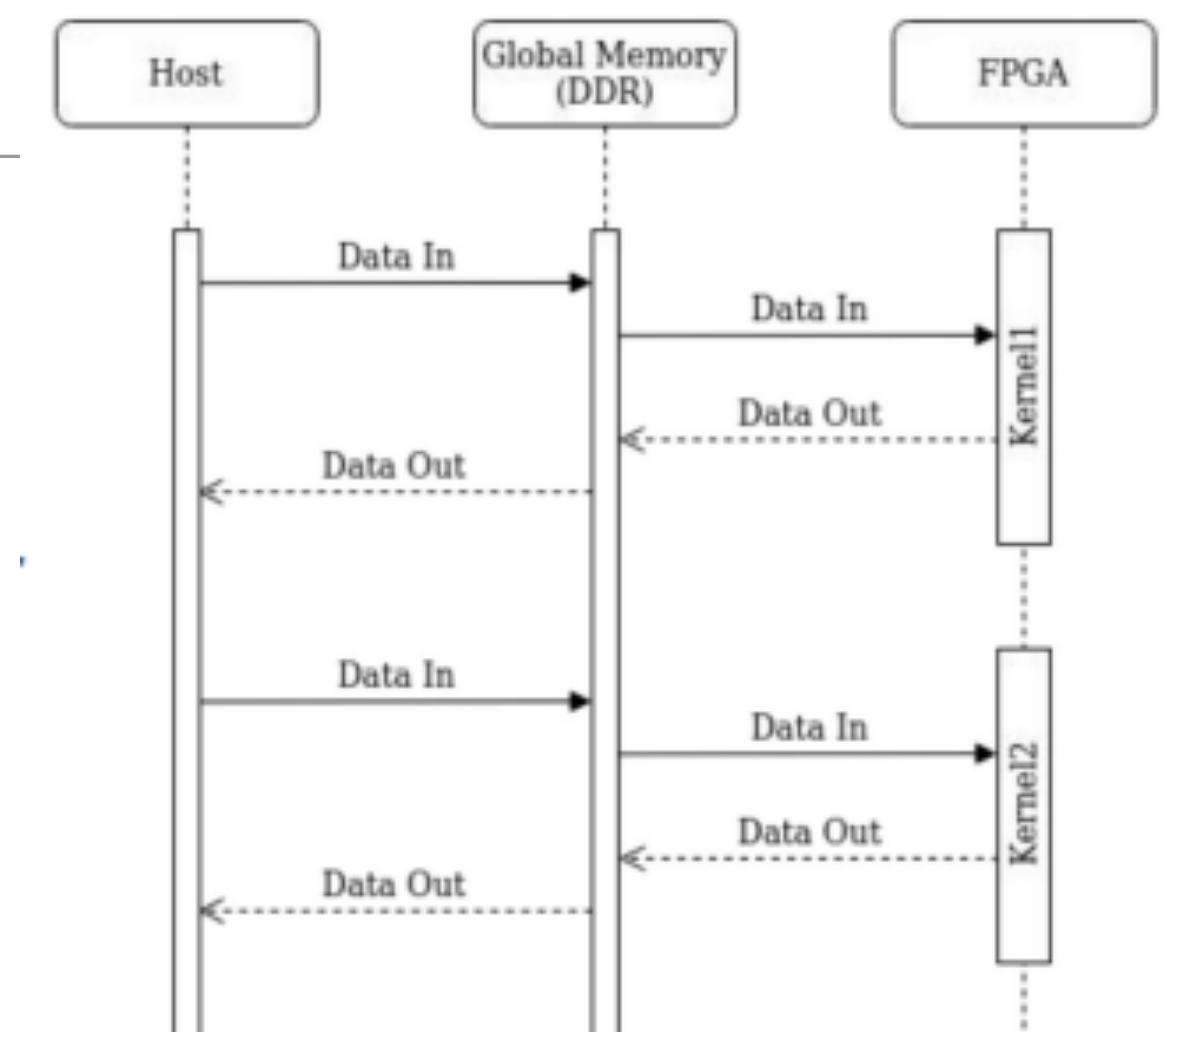 Host
Global Memory
(DDR)
FPGA
Data In
Data In
Kernel1
Data Out
Data Out
Data In
Data In
Kernel2
Data Out
Data Out